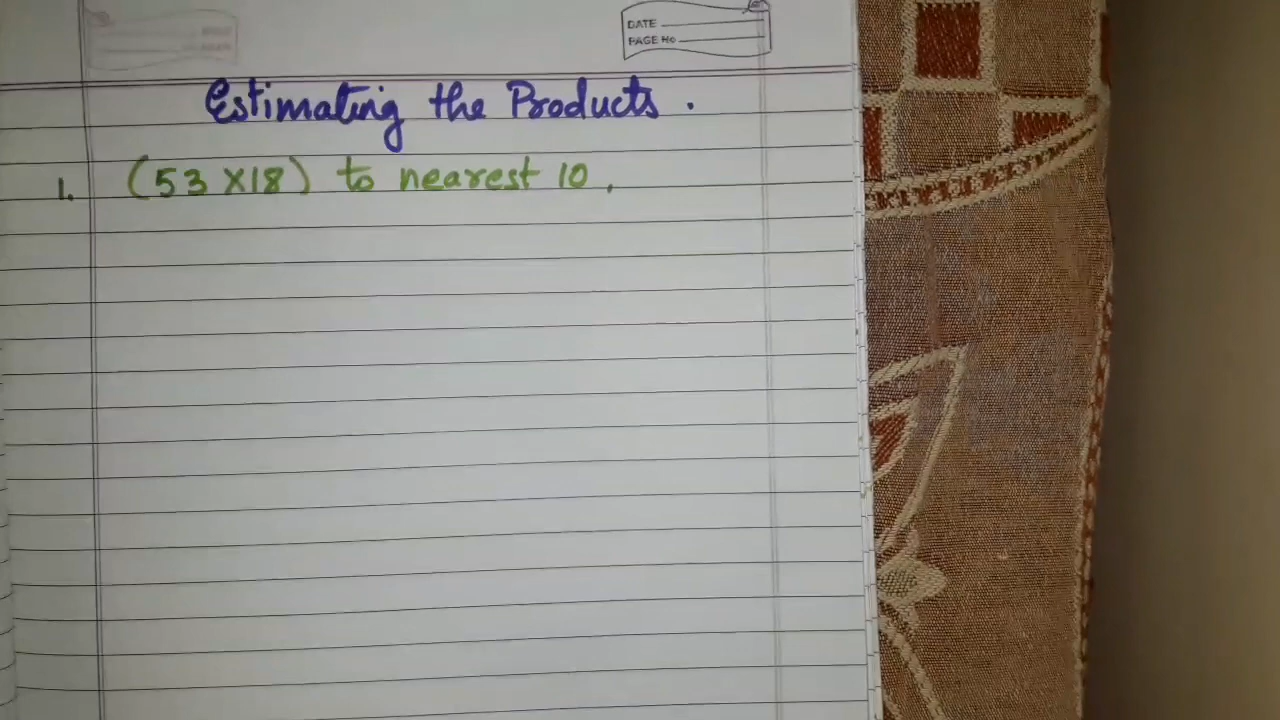 DATE
PAGE No
Estimating the Products.
1. (53 x 18) to nearest 10.